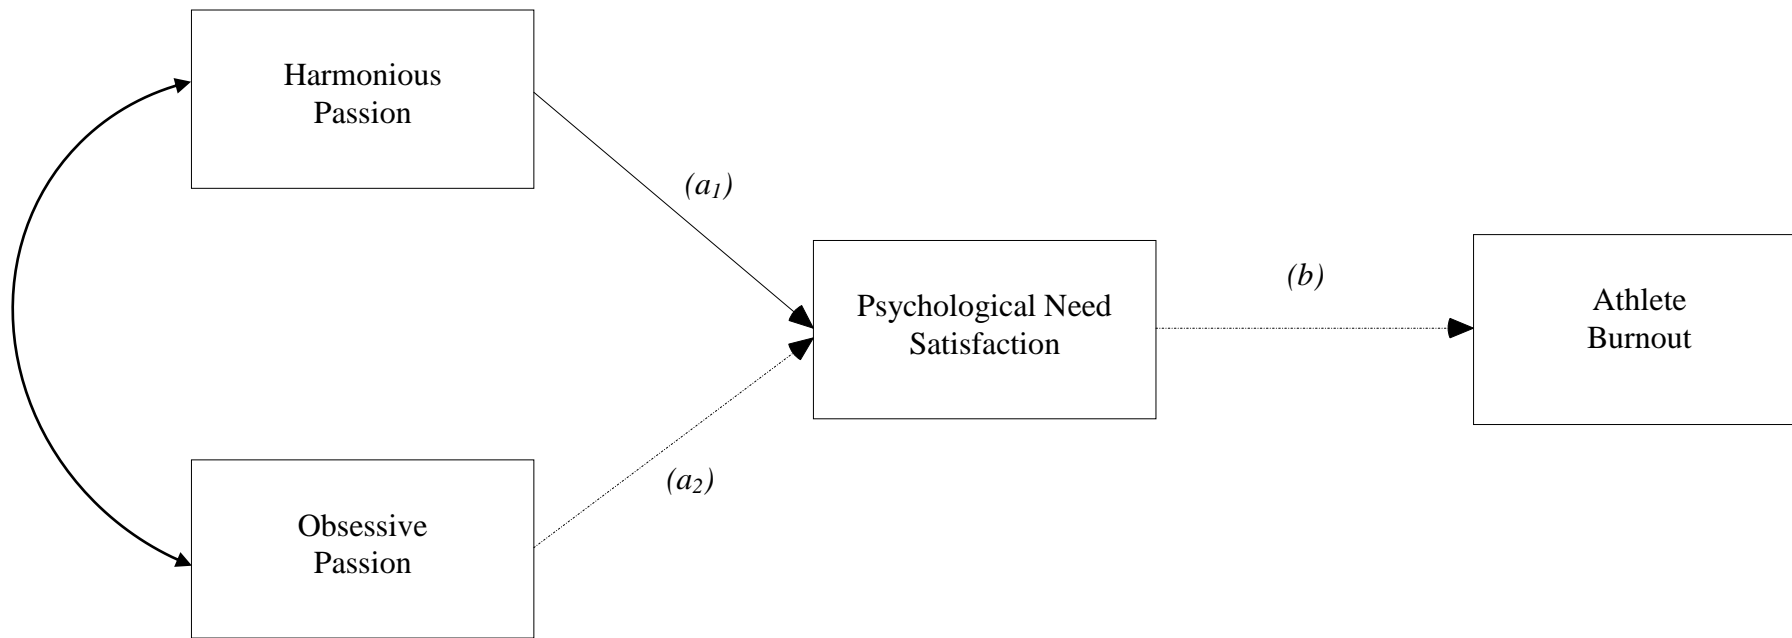 Harmonious
Passion
(a₁)
Psychological Need
Satisfaction
(b)
Athlete
Burnout
(a₂)
Obsessive
Passion